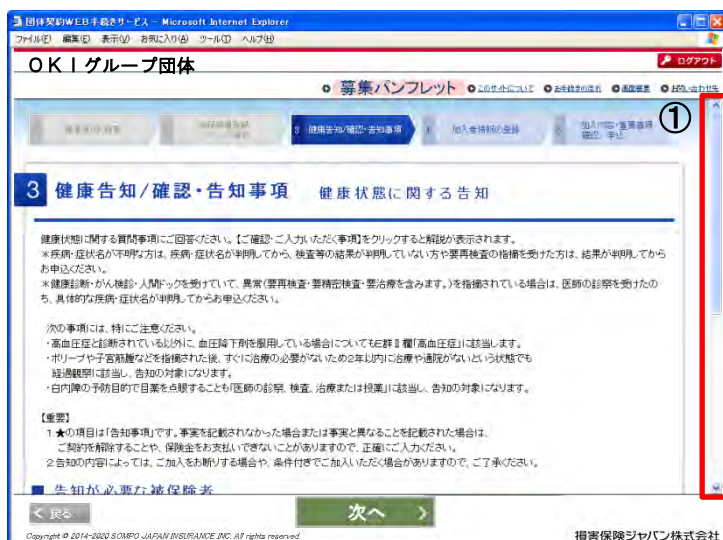 団体契約WEB手続きサービス - Microsoft Internet Explorer
ファイル(F) 編集(E) 表示(V) お気に入り(A) ツール(T) ヘルプ(H)
OKIグループ団体
ログアウト
募集パンフレット このサイトについて お手続きの流れ 画面概要 お問い合わせ先
①
3 健康告知/確認・告知事項 4 加入者情報の登録 5 加入内容・重要事項
確認、申込
3 健康告知/確認・告知事項 健康状態に関する告知
健康状態に関する質問事項にご回答ください。【ご確認・ご入力いただく事項】をクリックすると解説が表示されます。
*疾病・症状名が不明な方は、疾病・症状名が判明してから、検査等の結果が判明していない方や要再検査の指摘を受けた方は、結果が判明してから
お申込ください。
*健康診断・がん検診・人間ドックを受けていて、異常(要再検査・要精密検査・要治療を含みます。)を指摘されている場合は、医師の診察を受けたの
ち、具体的な疾病・症状名が判明してからお申込ください。
次の事項には、特にご注意ください。
・高血圧症と診断されている以外に、血圧降下剤を服用している場合についてもE群Ⅱ欄「高血圧症」に該当します。
・ポリープや子宮筋腫などを指摘された後、すぐに治療の必要がないため2年以内に治療や通院がないという状態でも
経過観察に該当し、告知の対象になります。
・白内障の予防目的で目薬を点眼することも「医師の診察、検査、治療または投薬」に該当し、告知の対象になります。
【重要】
1.★の項目は「告知事項」です。事実を記載されなかった場合または事実と異なることを記載された場合は、
ご契約を解除することや、保険金をお支払いできないことがありますので、正確にご入力ください。
2.告知の内容によっては、ご加入をお断りする場合や、条件付きでご加入いただく場合がありますので、ご了承ください。
■ 告知が必要な被保険者
< 戻る
次へ >
Copyright © 2014-2020 SOMPO JAPAN INSURANCE INC. All rights reserved.
損害保険ジャパン株式会社